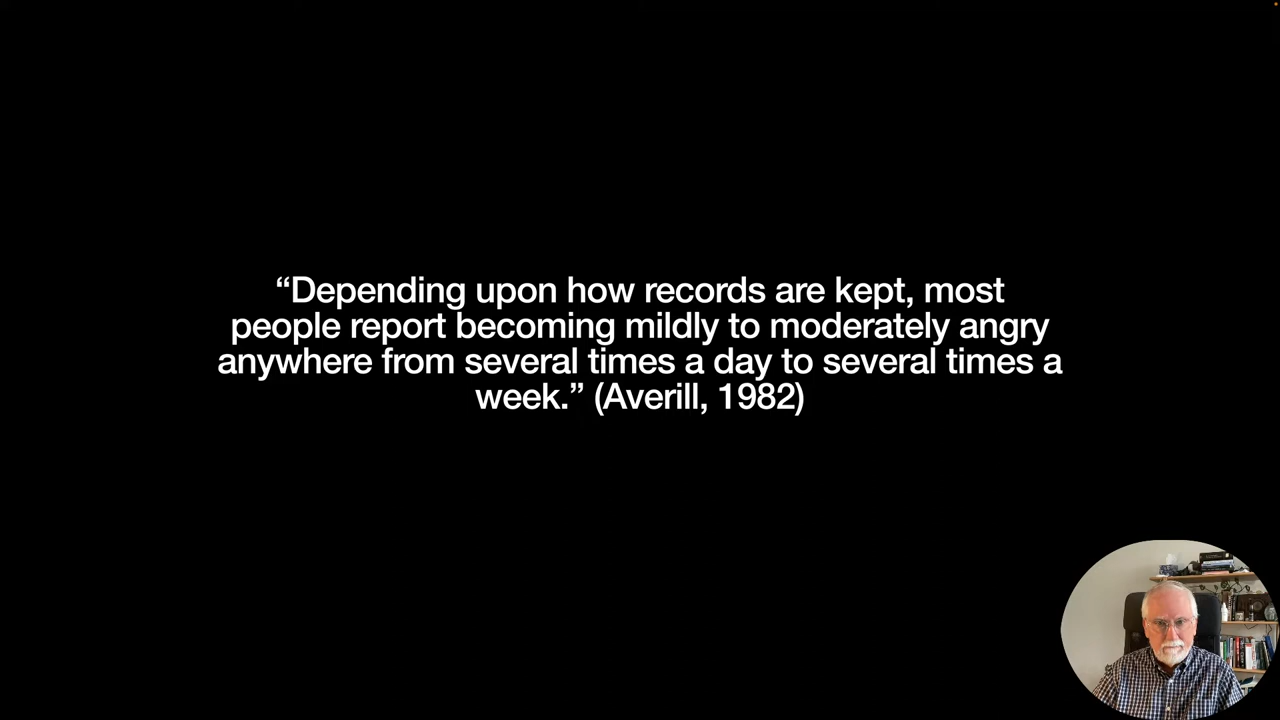 “Depending upon how records are kept, most
people report becoming mildly to moderately angry
anywhere from several times a day to several times a
week.” (Averill, 1982)